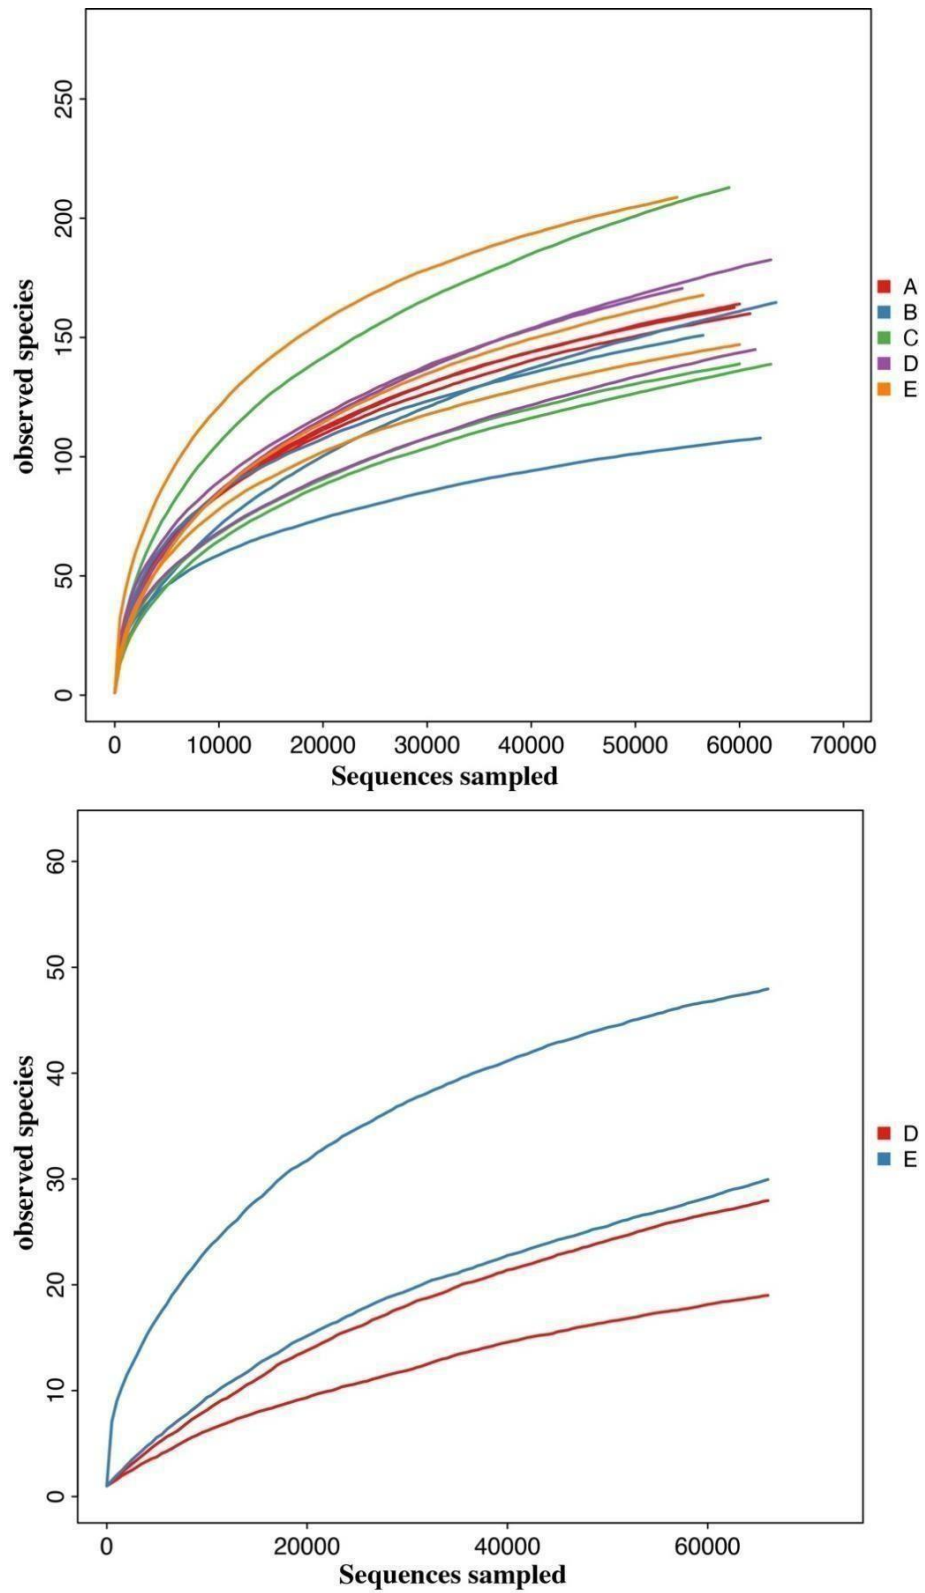 250
200
150
100
50
0
observed species
A
B
C
D
E
0 10000 20000 30000 40000 50000 60000 70000
Sequences sampled
60
50
40
30
20
10
0
observed species
D
E
0 20000 40000 60000
Sequences sampled